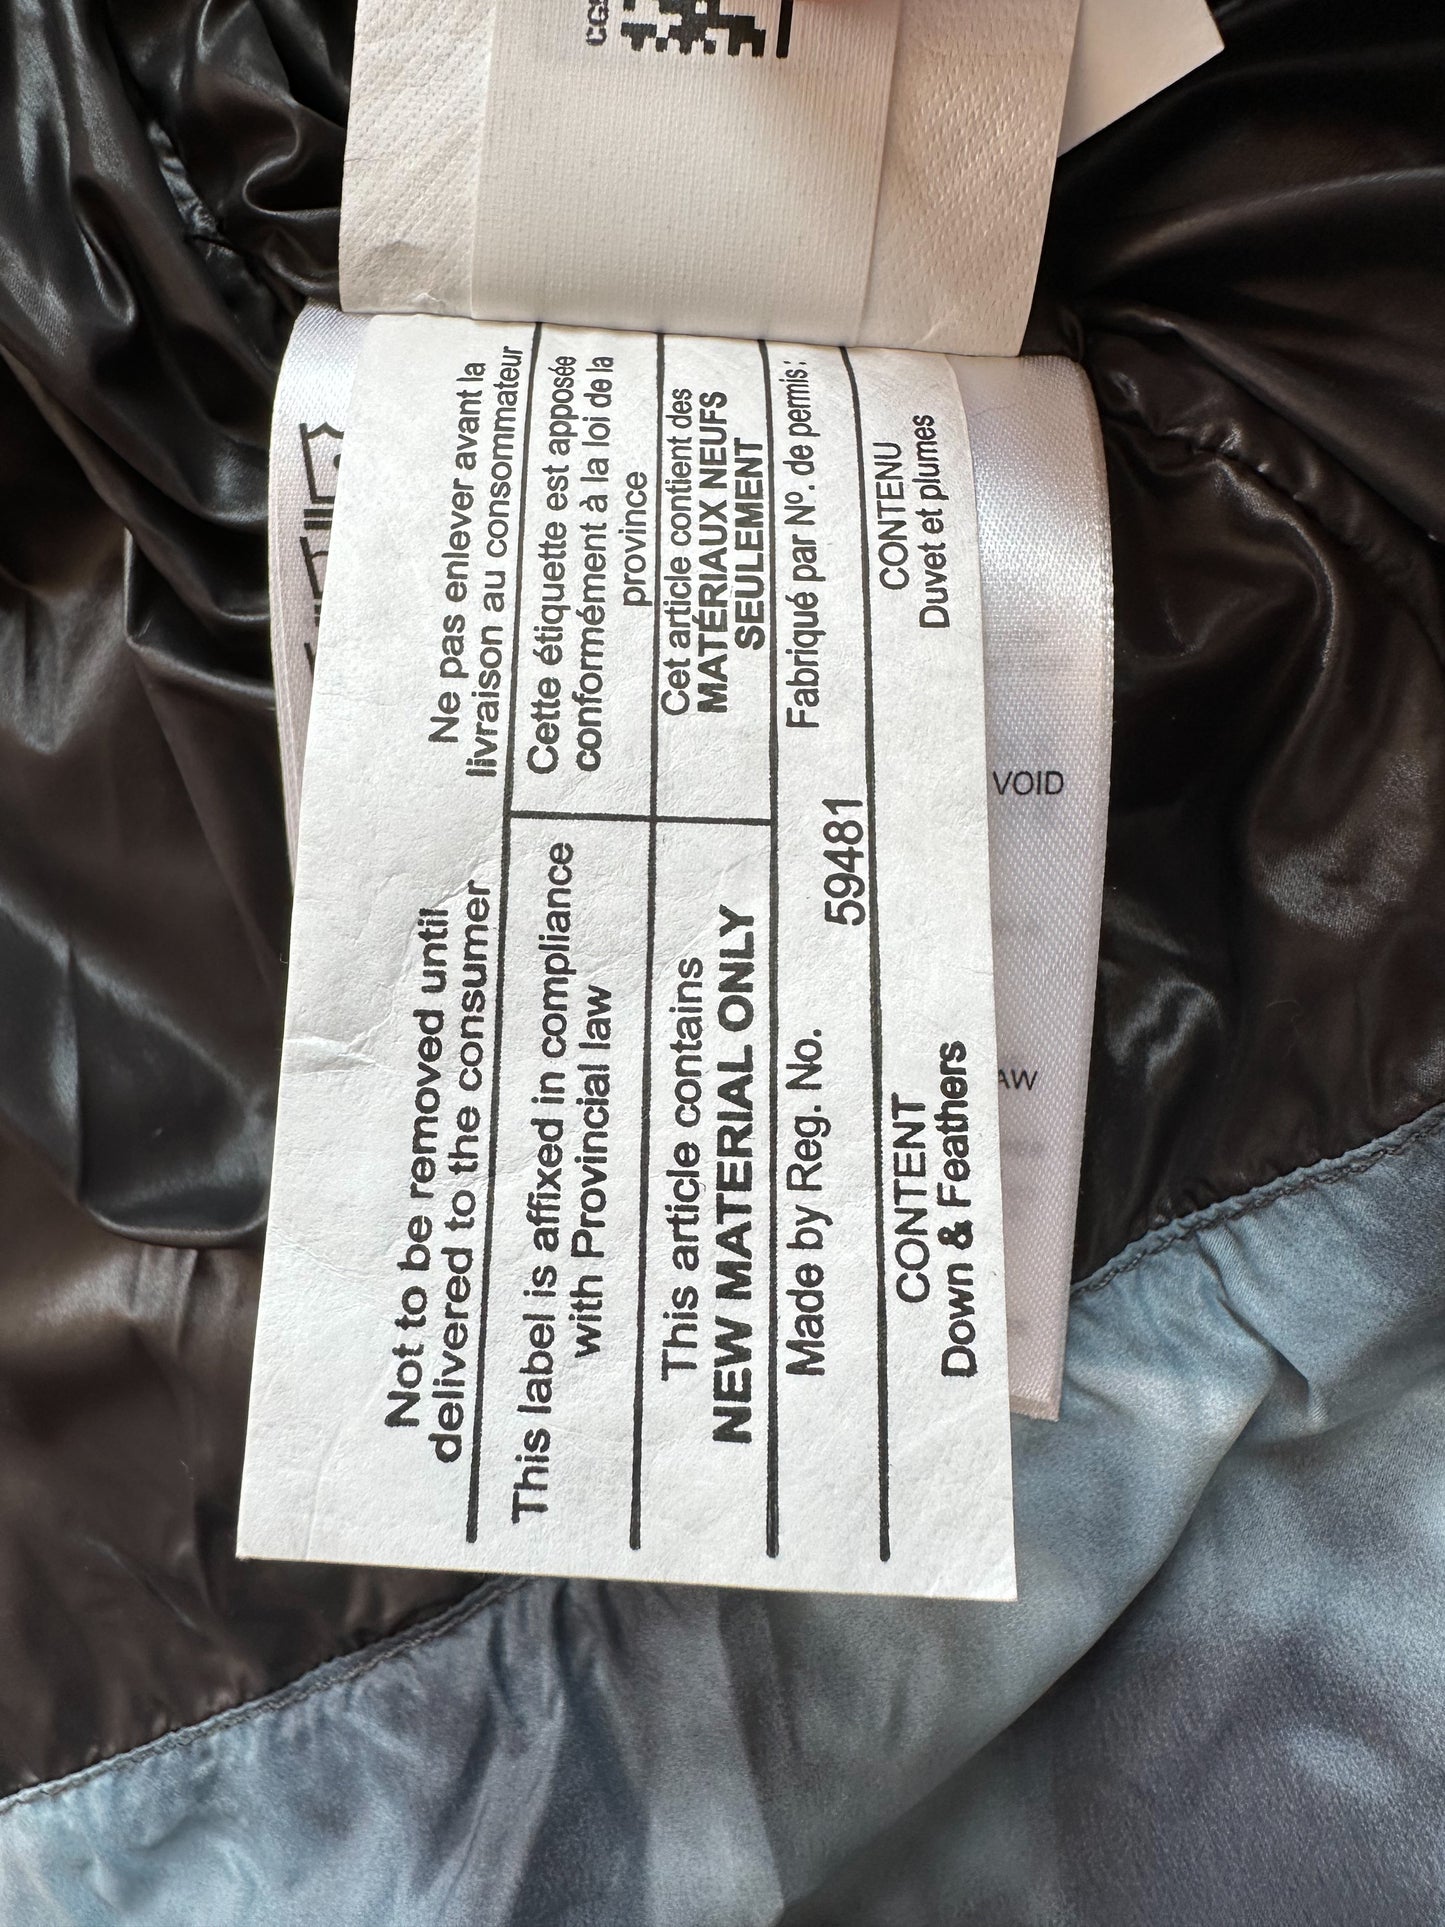 CG
Not to be removed until
delivered to the consumer
Ne pas enlever avant la
livraison au consommateur
This label is affixed in compliance
with Provincial law
Cette étiquette est apposée
conformément à la loi de la
province
This article contains
NEW MATERIAL ONLY
Cet article contient des
MATÉRIAUX NEUFS
SEULEMENT
Made by Reg. No.
Fabriqué par Nº. de permis:
59481
CONTENT
Down & Feathers
CONTENU
Duvet et plumes
VOID
AW